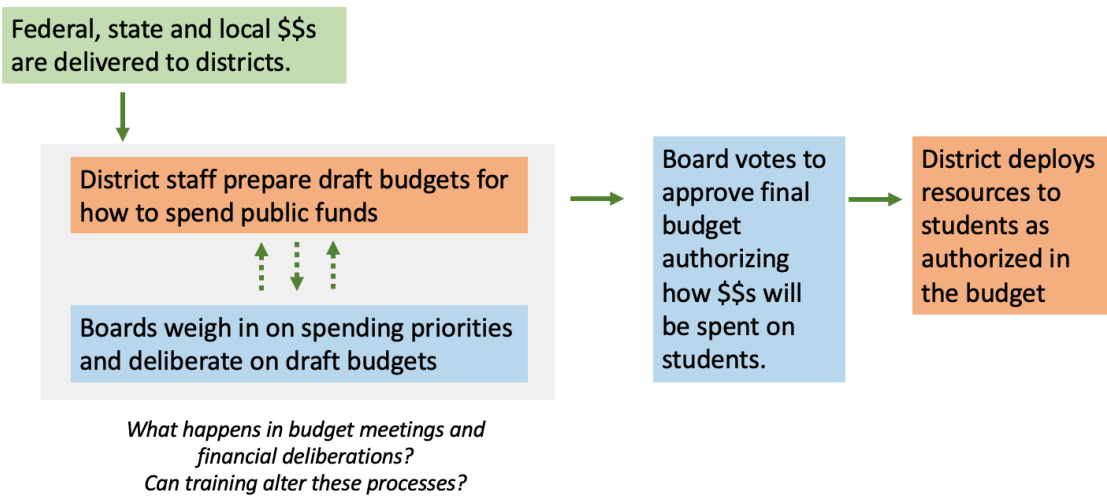 Federal, state and local $$s
are delivered to districts.
District staff prepare draft budgets for
how to spend public funds
Boards weigh in on spending priorities
and deliberate on draft budgets
What happens in budget meetings and
financial deliberations?
Can training alter these processes?
Board votes to
approve final
budget
authorizing
how $$s will
be spent on
students.
District deploys
resources to
students as
authorized in
the budget